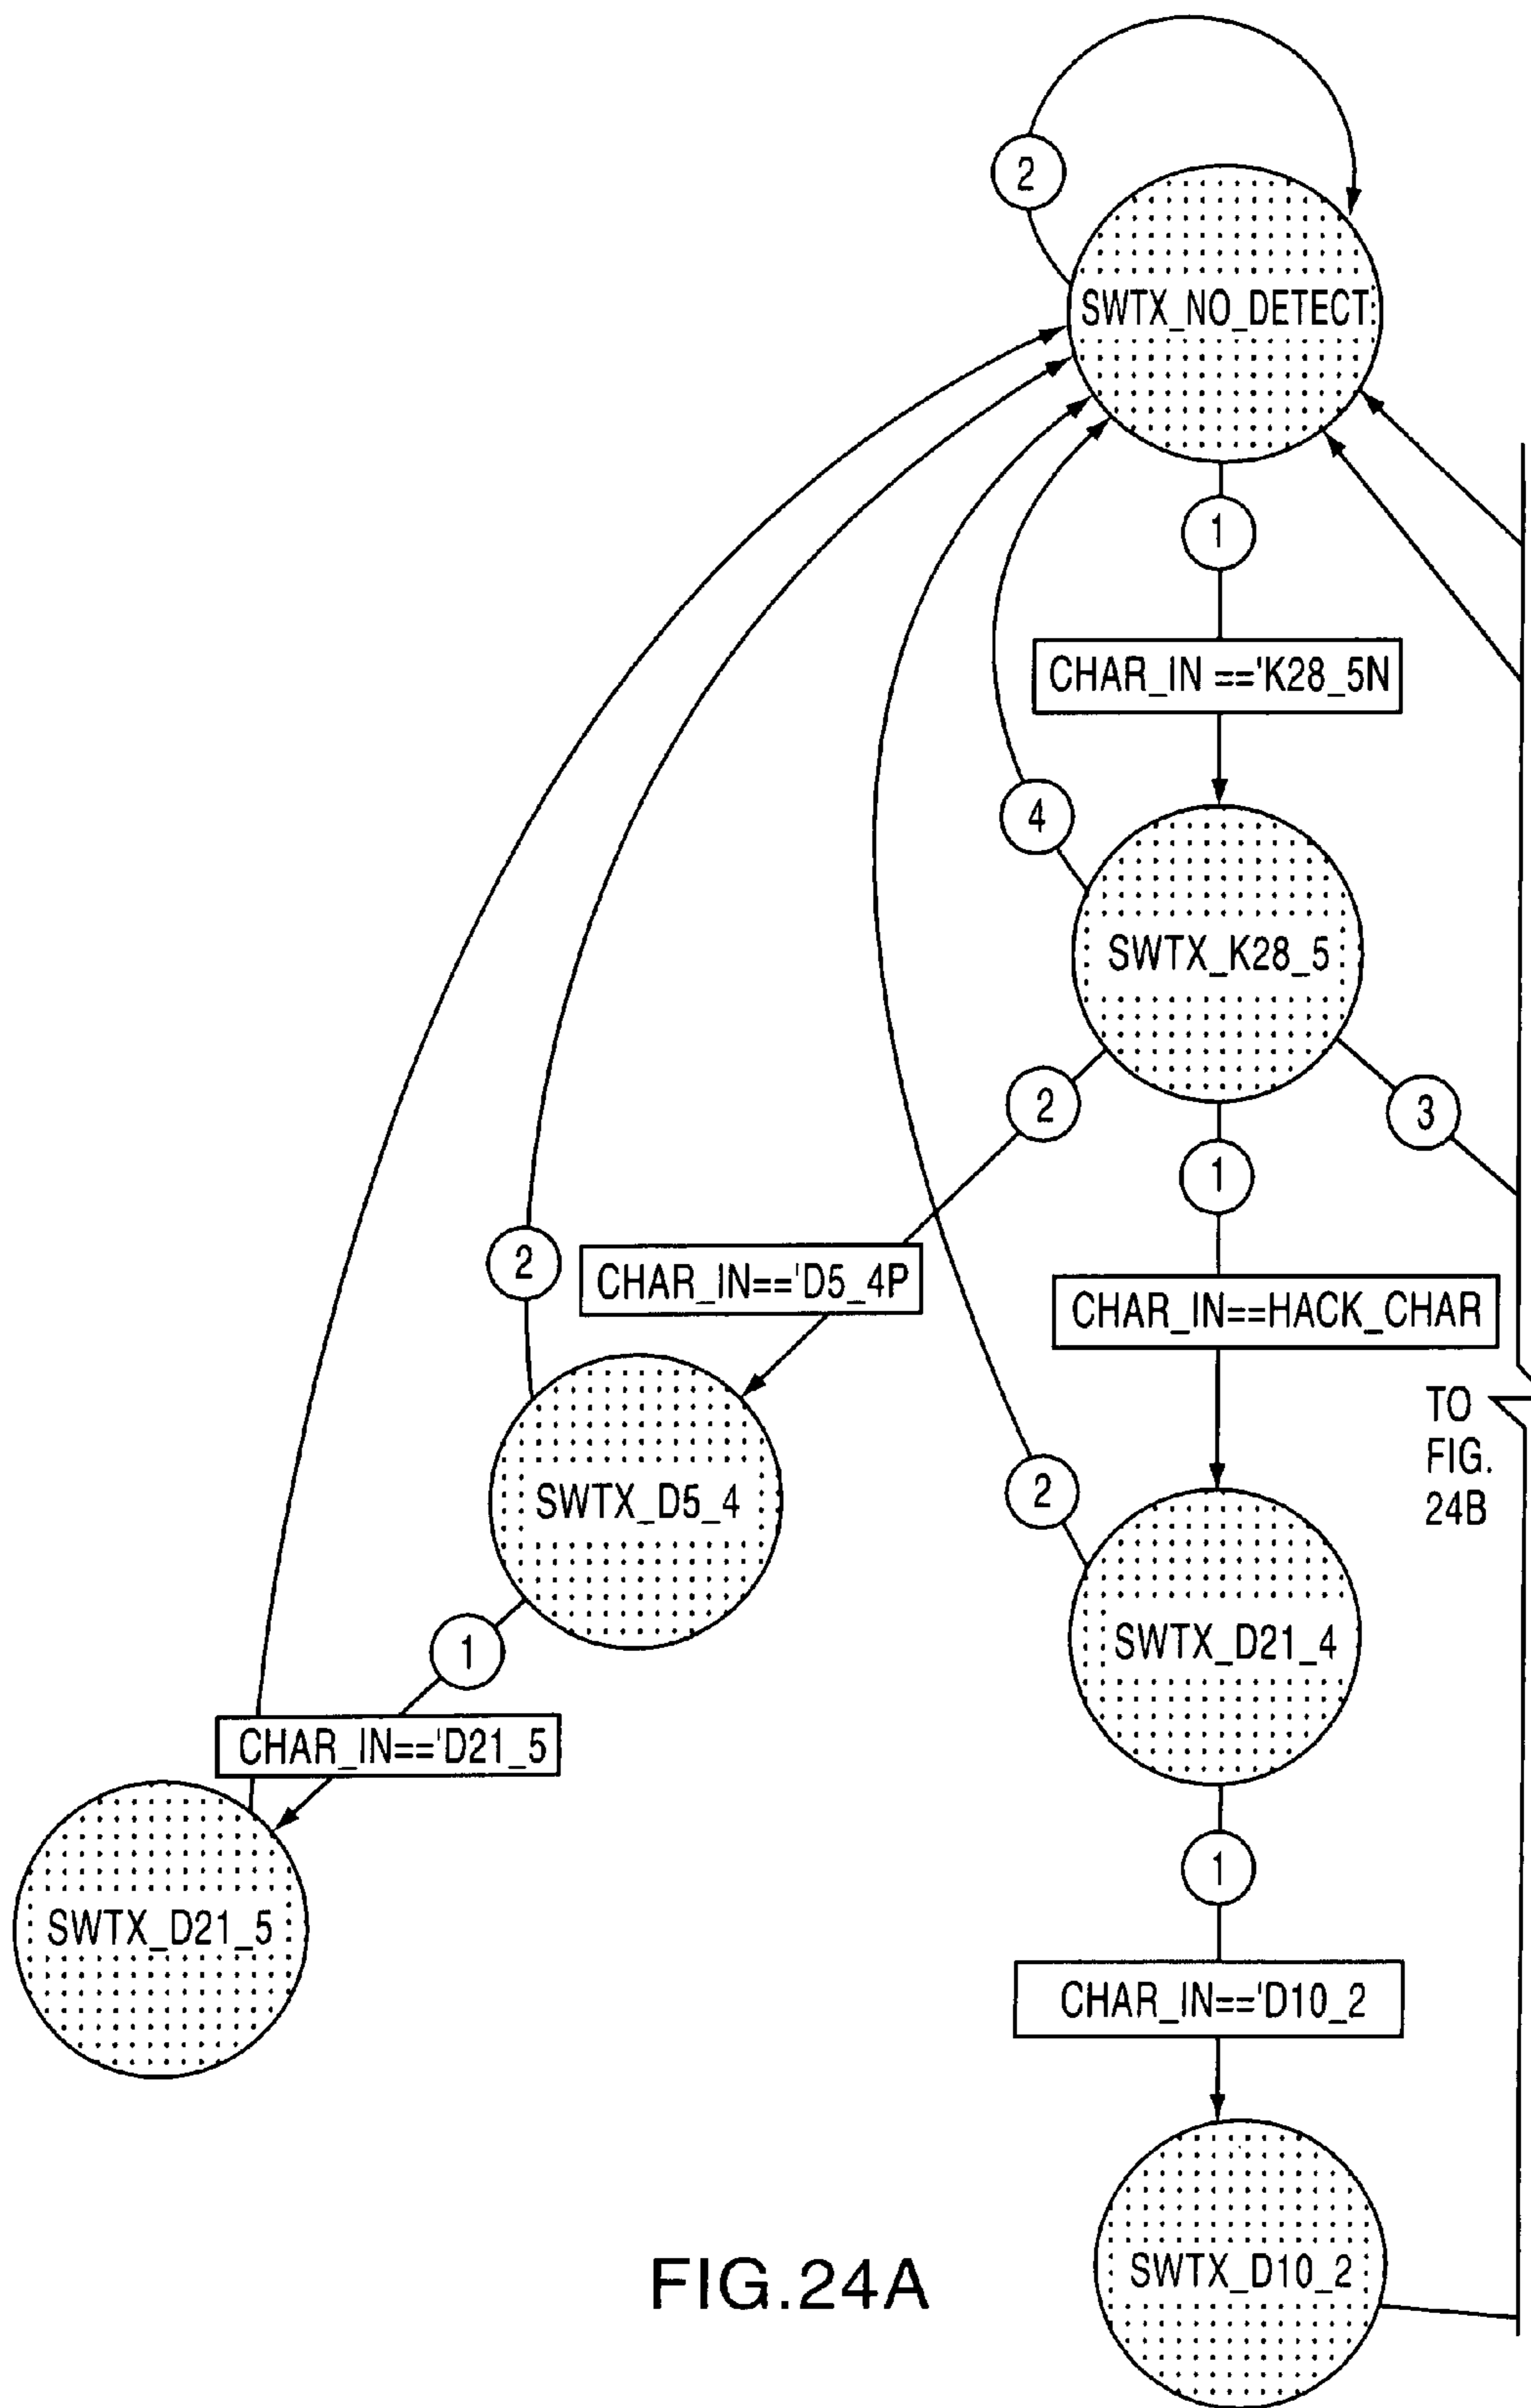 2
SWTX_NO_DETECT
1
CHAR_IN =='K28_5N
4
SWTX_K28_5
2
3
1
2
CHAR_IN=='D5_4P
CHAR_IN==HACK_CHAR
TO
FIG.
24B
2
SWTX_D5_4
1
SWTX_D21_4
CHAR_IN=='D21_5
1
SWTX_D21_5
CHAR_IN=='D10_2
SWTX_D10_2
FIG.24A